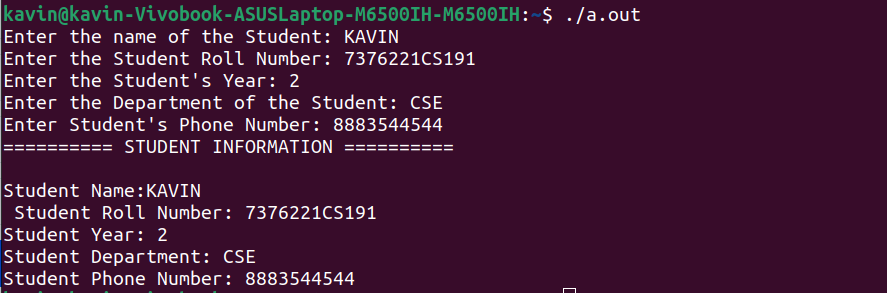 kavin@kavin-Vivobook-ASUSLaptop-M6500IH-M6500IH:~$ ./a.out
Enter the name of the Student: KAVIN
Enter the Student Roll Number: 7376221CS191
Enter the Student's Year: 2
Enter the Department of the Student: CSE
Enter Student's Phone Number: 8883544544
========== STUDENT INFORMATION ==========

Student Name:KAVIN
 Student Roll Number: 7376221CS191
Student Year: 2
Student Department: CSE
Student Phone Number: 8883544544